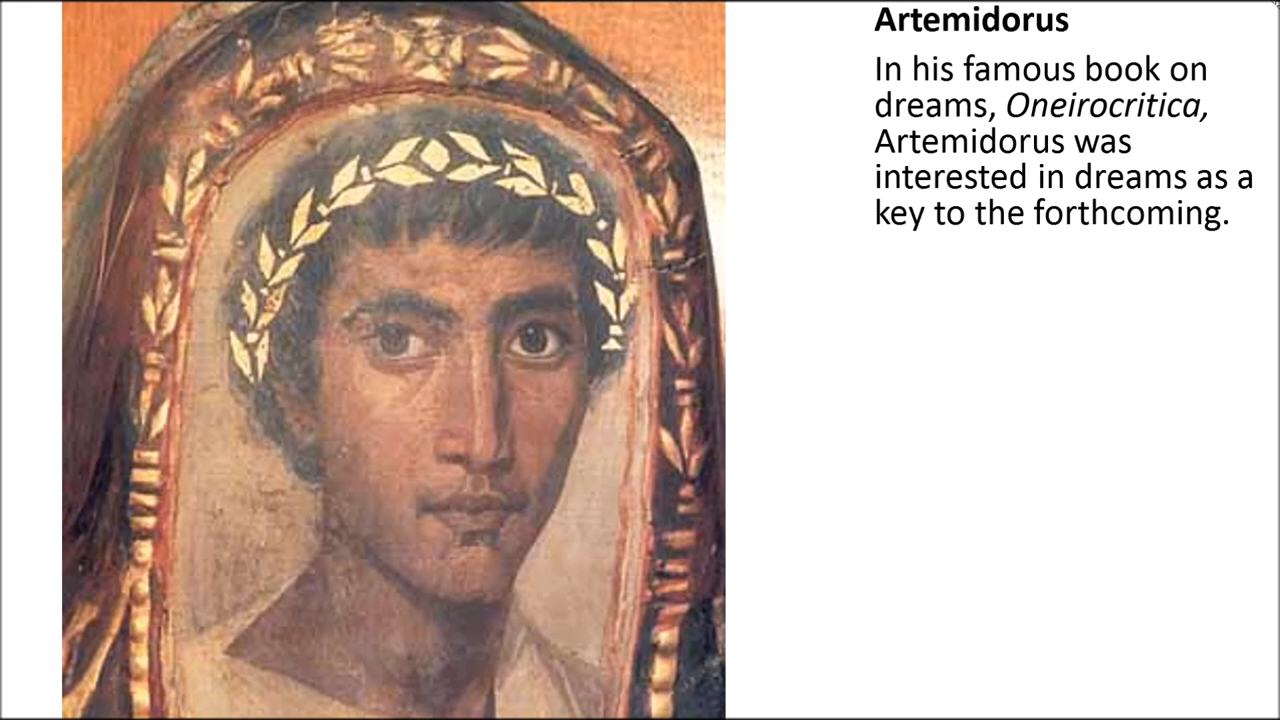 Artemidorus
In his famous book on
dreams, Oneirocritica,
Artemidorus was
interested in dreams as a
key to the forthcoming.